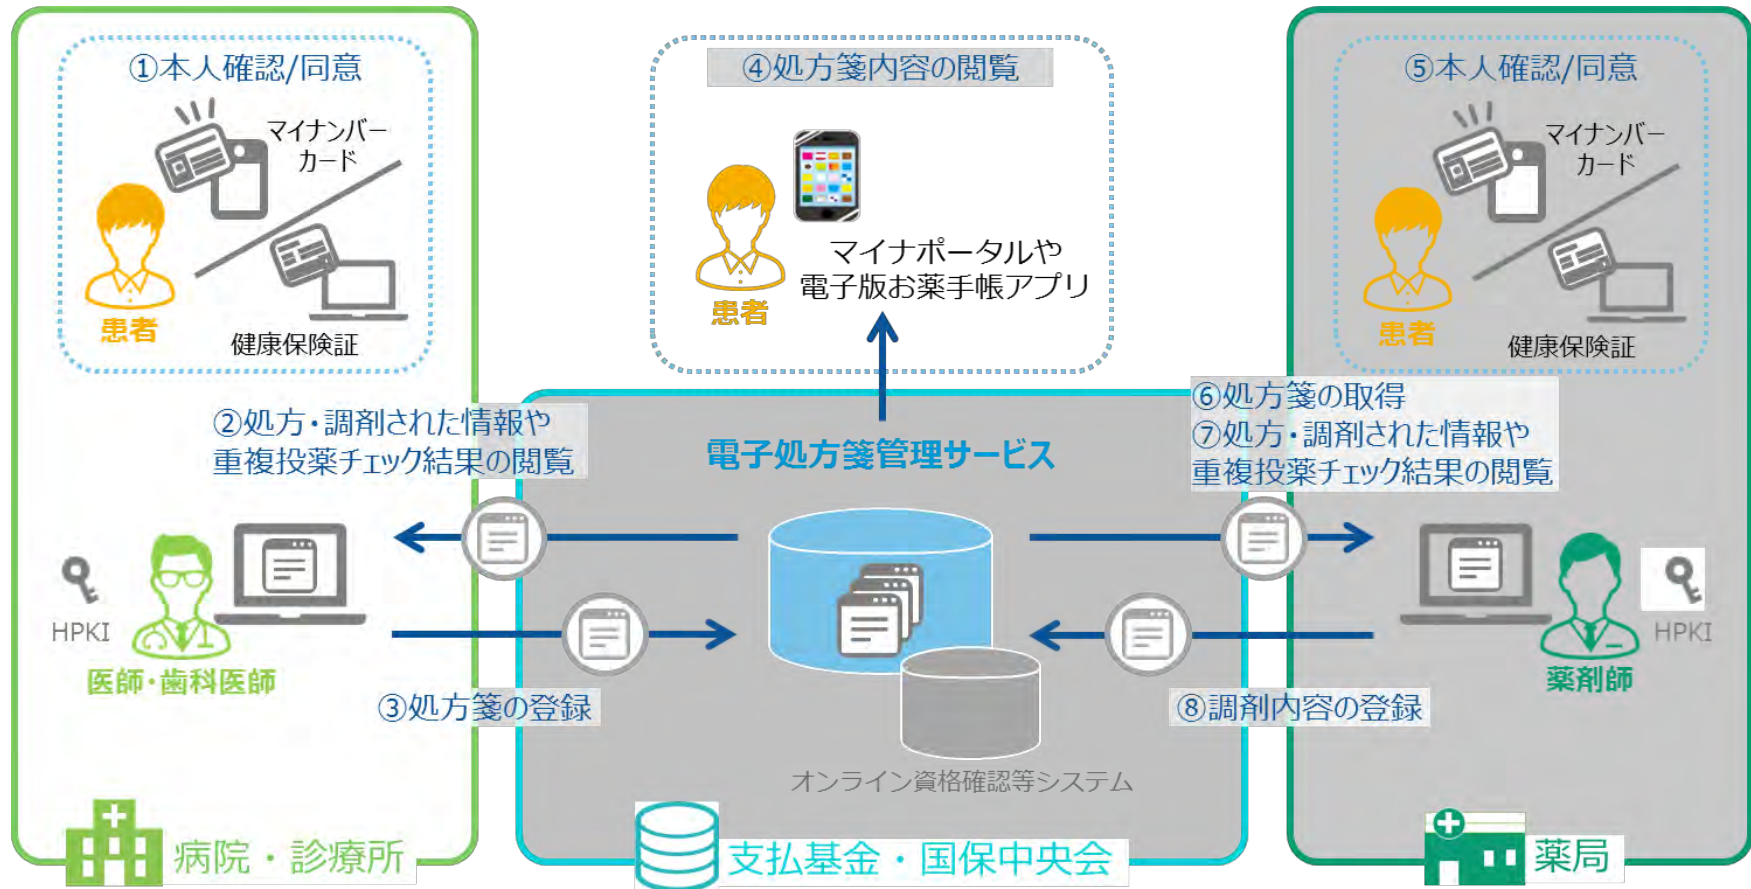 ①本人確認/同意
マイナンバー
カード
患者
健康保険証
②処方・調剤された情報や
重複投薬チェック結果の閲覧
HPKI
医師・歯科医師
③処方箋の登録
病院・診療所
④処方箋内容の閲覧
マイナポータルや
電子版お薬手帳アプリ
患者
電子処方箋管理サービス
オンライン資格確認等システム
支払基金・国保中央会
⑤本人確認/同意
マイナンバー
カード
患者
健康保険証
⑥処方箋の取得
⑦処方・調剤された情報や
重複投薬チェック結果の閲覧
HPKI
薬剤師
⑧調剤内容の登録
薬局